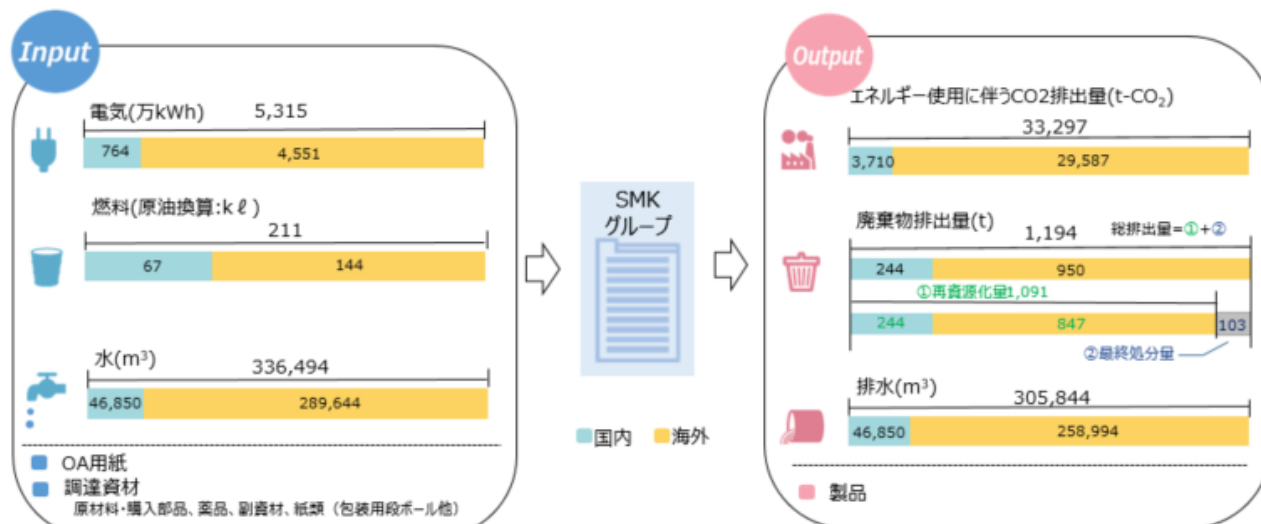 Input
電気(万kWh)
5,315
764
4,551
燃料(原油換算:kℓ)
211
67
144
水(m³)
336,494
46,850
289,644
OA用紙
調達資材
原材料・購入部品、薬品、副資材、紙類（包装用段ボール他）
SMK
グループ
国内
海外
Output
エネルギー使用に伴うCO2排出量(t-CO₂)
33,297
3,710
29,587
廃棄物排出量(t)
1,194
総排出量=①+②
244
950
①再資源化量1,091
244
847
103
②最終処分量
排水(m³)
305,844
46,850
258,994
製品